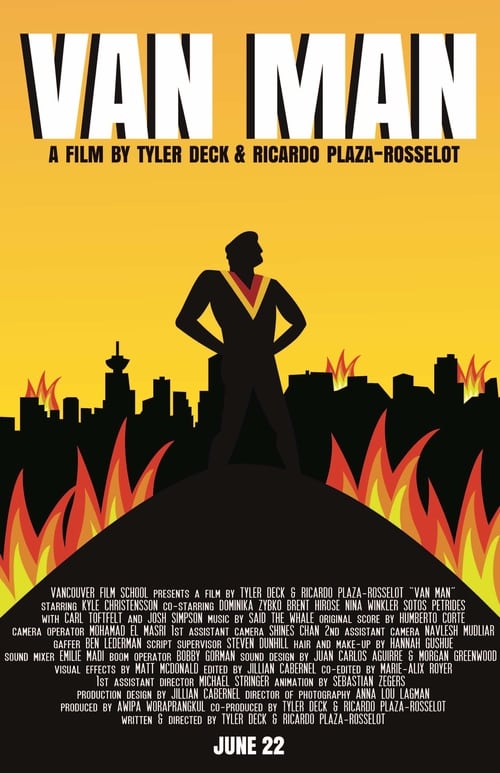 VAN MAN
A FILM BY TYLER DECK & RICARDO PLAZA-ROSSELOT
VANCOUVER FILM SCHOOL PRESENTS A FILM BY TYLER DECK & RICARDO PLAZA-ROSSELOT "VAN MAN"
STARRING KYLE CHRISTENSSON CO-STARRING DOMINIKA ZYBKO BRENT HIROSE NINA WINKLER SOTOS PETRIDES
WITH CARL TOFTFELT AND JOSH SIMPSON MUSIC BY SAID THE WHALE ORIGINAL SCORE BY HUMBERTO CORTE
CAMERA OPERATOR MOHAMAD EL MASRI 1ST ASSISTANT CAMERA SHINES CHAN 2ND ASSISTANT CAMERA NAVLESH MUDLIAR
GAFFER BEN LEDERMAN SCRIPT SUPERVISOR STEVEN DUNHILL HAIR AND MAKE-UP BY HANNAH GUSHUE
SOUND MIXER EMILIE MADI BOOM OPERATOR BOBBY GORMAN SOUND DESIGN BY JUAN CARLOS AGUIRRE & MORGAN GREENWOOD
VISUAL EFFECTS BY MATT MCDONALD EDITED BY JILLIAN CABERNEL CO-EDITED BY MARIE-ALIX ROYER
1ST ASSISTANT DIRECTOR MICHAEL STRINGER ANIMATION BY SEBASTIAN ZEGERS
PRODUCTION DESIGN BY JILLIAN CABERNEL DIRECTOR OF PHOTOGRAPHY ANNA LOU LAGMAN
PRODUCED BY AWIPA WORAPRANGKUL CO-PRODUCED BY TYLER DECK & RICARDO PLAZA-ROSSELOT
WRITTEN & DIRECTED BY TYLER DECK & RICARDO PLAZA-ROSSELOT
JUNE 22